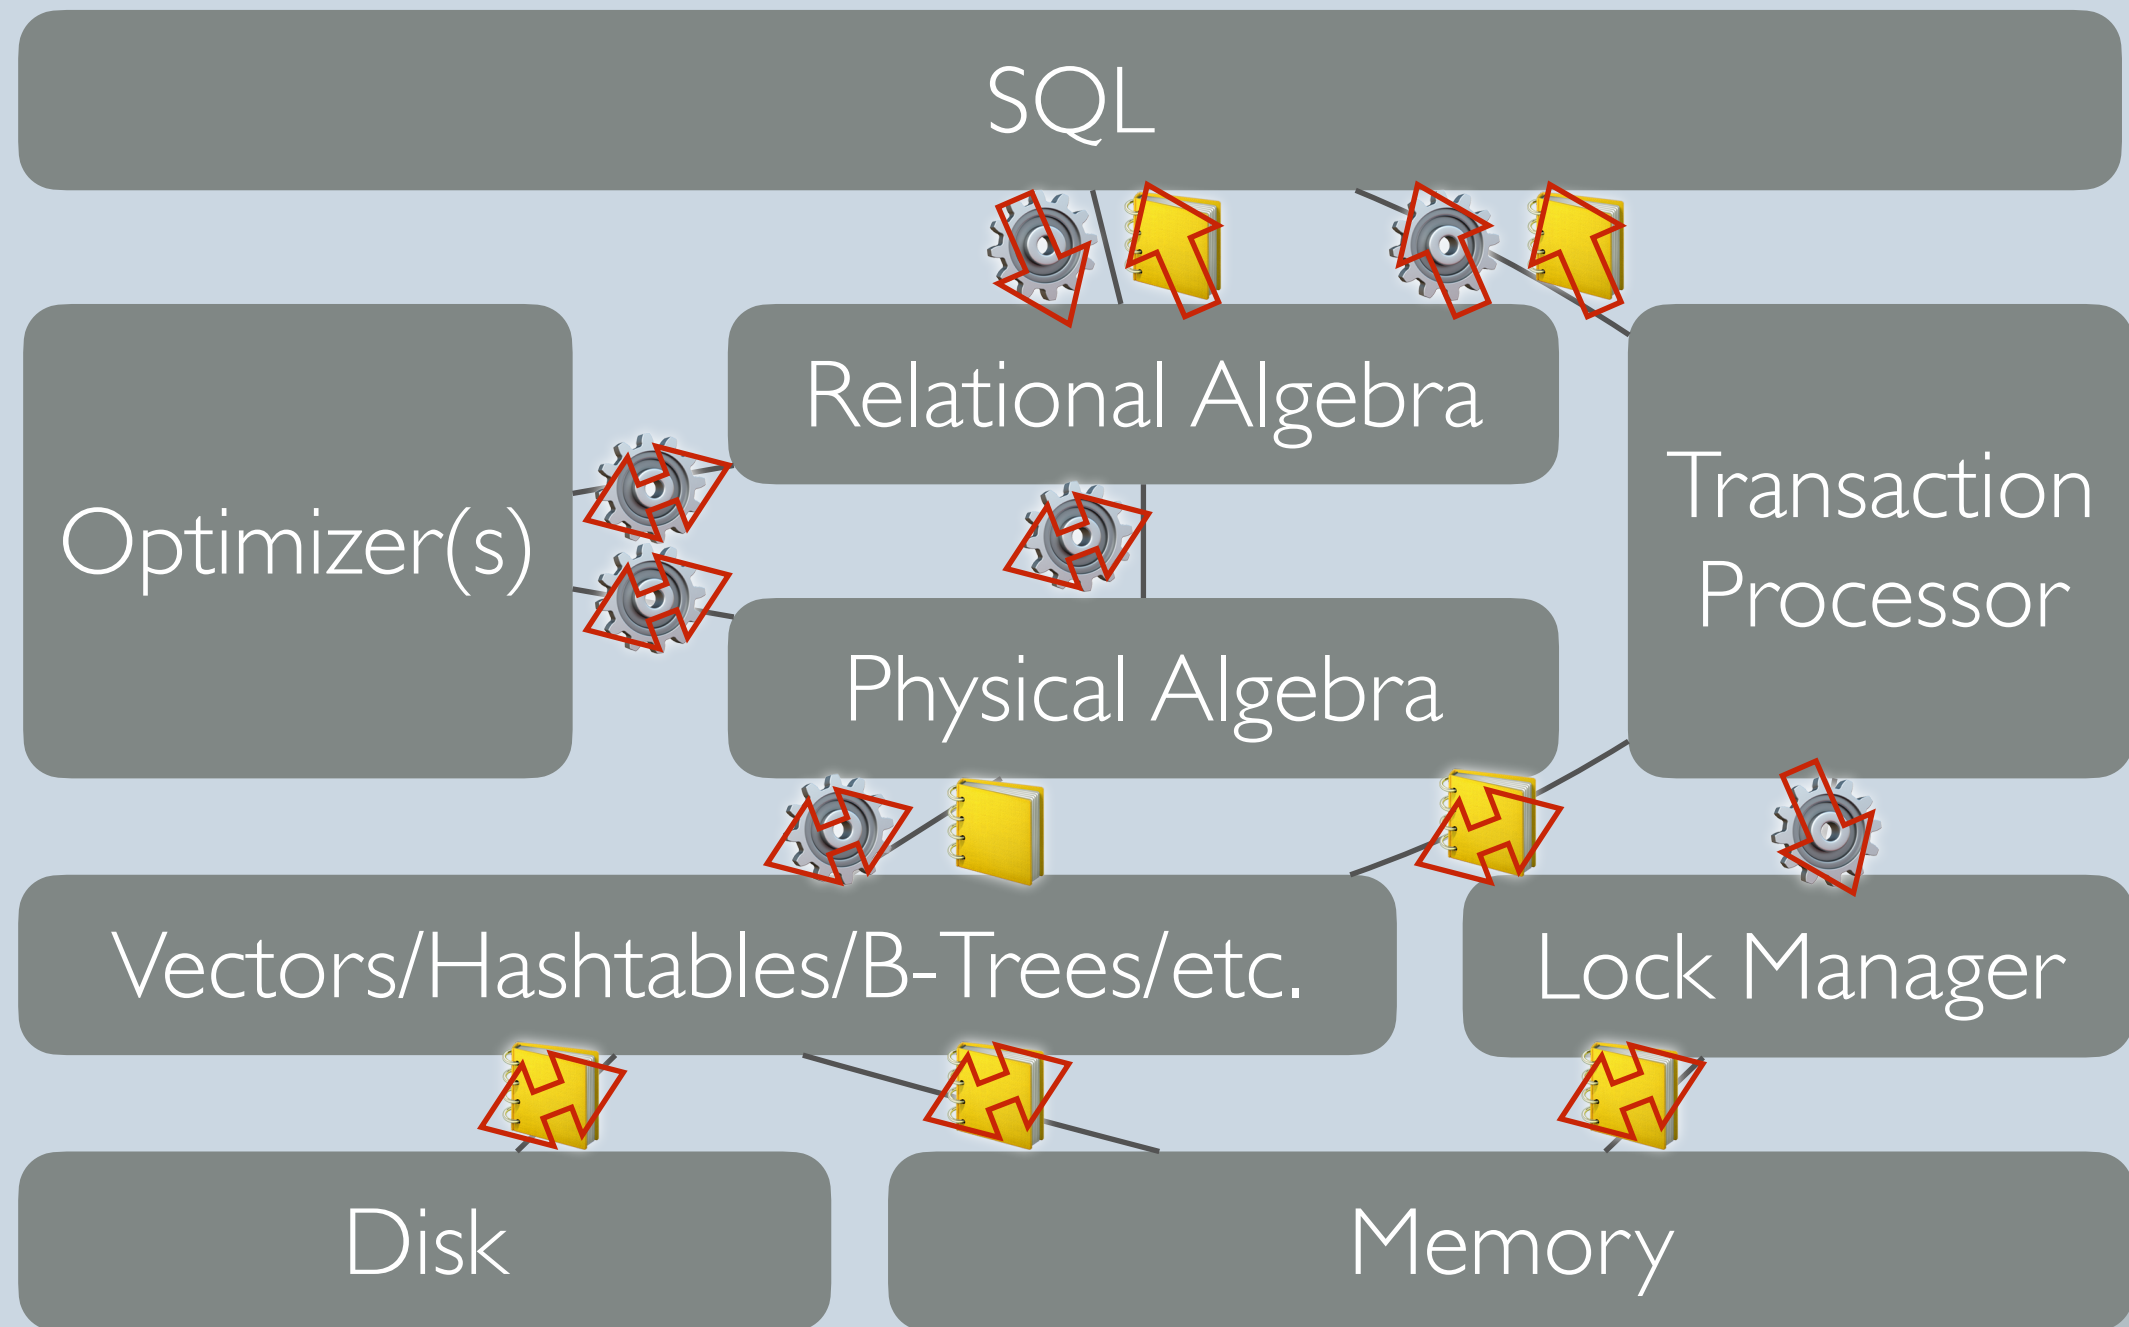 SQL
Relational Algebra
Optimizer(s)
Transaction
Processor
Physical Algebra
Vectors/Hashtables/B-Trees/etc.
Lock Manager
Disk
Memory